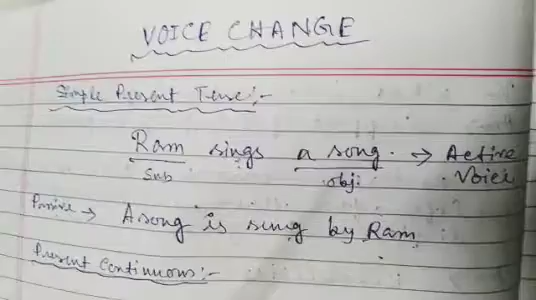 VOICE CHANGE
Simple Present Tense:-
Ram sings a song. → Active
Sub obj. Voice
Passive → A song is sung by Ram
Present Continuous:-